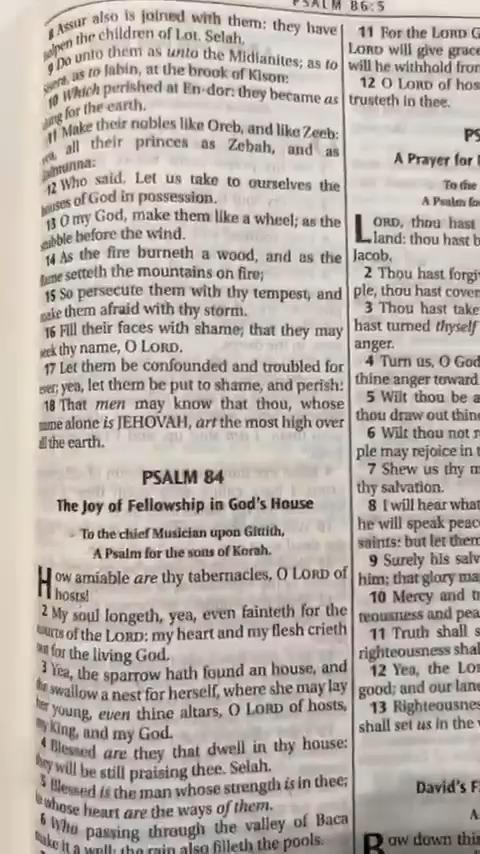 PSALM 86:5
8 Assur also is joined with them: they have
holpen the children of Lot. Selah.
9 Do unto them as unto the Midianites; as to
as to Jabin, at the brook of Kison:
10 Which perished at En-dor: they became as
dung for the earth.
11 Make their nobles like Oreb, and like Zeeb:
yea, all their princes as Zebah, and as
Zalmunna:
12 Who said, Let us take to ourselves the
houses of God in possession.
13 O my God, make them like a wheel; as the
stubble before the wind.
14 As the fire burneth a wood, and as the
flame setteth the mountains on fire;
15 So persecute them with thy tempest, and
make them afraid with thy storm.
16 Fill their faces with shame; that they may
seek thy name, O LORD.
17 Let them be confounded and troubled for
ever; yea, let them be put to shame, and perish:
18 That men may know that thou, whose
name alone is JEHOVAH, art the most high over
all the earth.
PSALM 84
The Joy of Fellowship in God's House
To the chief Musician upon Gittith,
A Psalm for the sons of Korah.
How amiable are thy tabernacles, O LORD of
hosts!
2 My soul longeth, yea, even fainteth for the
courts of the LORD: my heart and my flesh crieth
out for the living God.
3 Yea, the sparrow hath found an house, and
the swallow a nest for herself, where she may lay
her young, even thine altars, O LORD of hosts,
my King, and my God.
4 Blessed are they that dwell in thy house:
they will be still praising thee. Selah.
5 Blessed is the man whose strength is in thee;
in whose heart are the ways of them.
6 Who passing through the valley of Baca
make it a well; the rain also filleth the pools.
11 For the LORD G
LORD will give grace
will he withhold fro
12 O LORD of hos
trusteth in thee.
PS
A Prayer for
To the
A Psalm fo
LORD, thou hast
land: thou hast b
Jacob.
2 Thou hast forgi
ple, thou hast cover
3 Thou hast take
hast turned thyself
anger.
4 Turn us, O God
thine anger toward
5 Wilt thou be a
thou draw out thin
6 Wilt thou not r
ple may rejoice in t
7 Shew us thy m
thy salvation.
8 I will hear what
he will speak peac
saints: but let them
9 Surely his salv
him; that glory ma
10 Mercy and tr
teousness and pea
11 Truth shall s
righteousness shal
12 Yea, the LO
good; and our lan
13 Righteousnes
shall set us in the
David's
A
Bow down thi